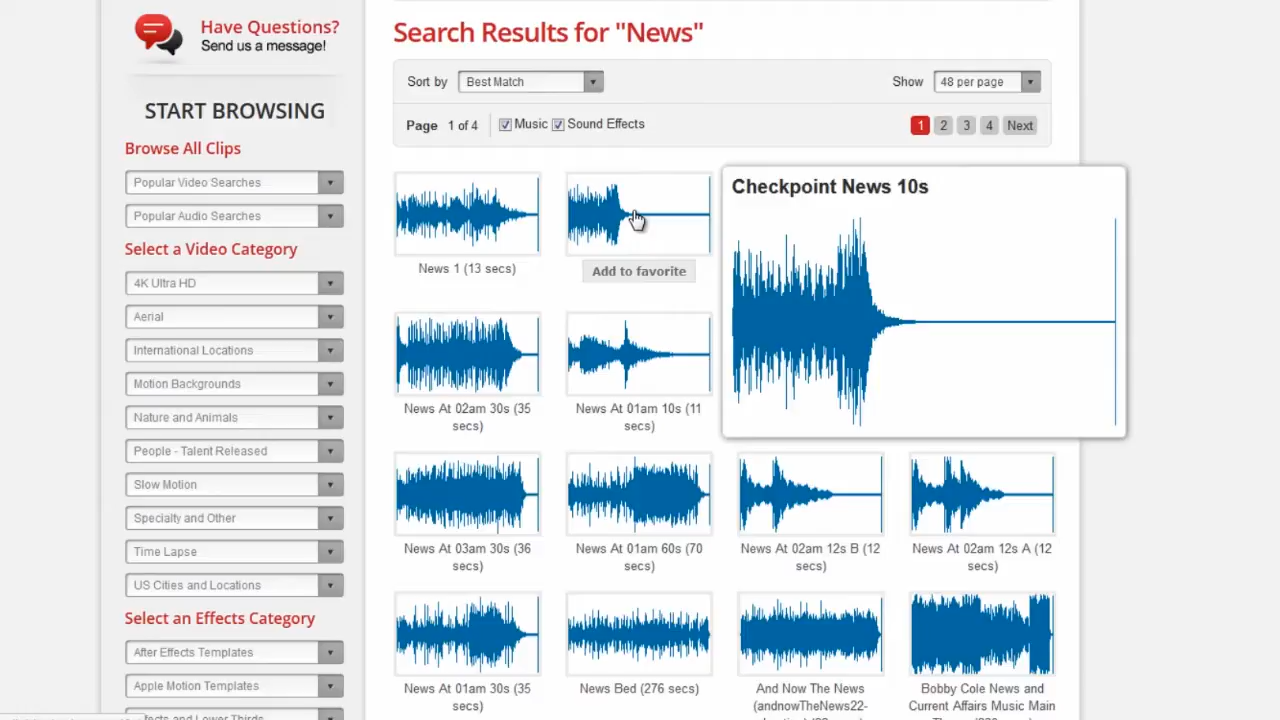 Have Questions?
Send us a message!
START BROWSING
Browse All Clips
Popular Video Searches
Popular Audio Searches
Select a Video Category
4K Ultra HD
Aerial
International Locations
Motion Backgrounds
Nature and Animals
People - Talent Released
Slow Motion
Specialty and Other
Time Lapse
US Cities and Locations
Select an Effects Category
After Effects Templates
Apple Motion Templates
and Lower Thirds
Search Results for "News"
Sort by Best Match Show 48 per page
Page 1 of 4 Music Sound Effects 1 2 3 4 Next
Checkpoint News 10s
News 1 (13 secs)
Add to favorite
News At 02am 30s (35
secs)
News At 01am 10s (11
secs)
News At 03am 30s (36
secs)
News At 01am 60s (70
secs)
News At 02am 12s B (12
secs)
News At 02am 12s A (12
secs)
News At 01am 30s (35
secs)
News Bed (276 secs)
And Now The News
(andnowTheNews22-
Bobby Cole News and
Current Affairs Music Main